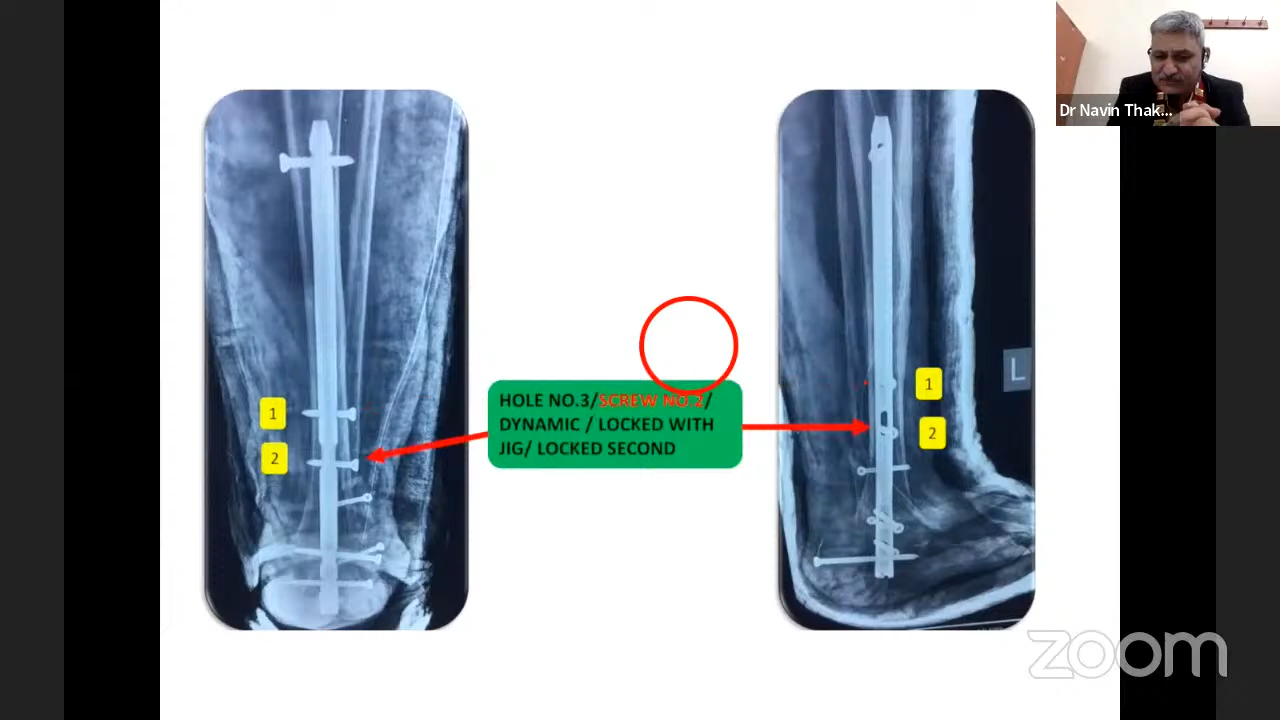 Dr Navin Thak...
1
2
HOLE NO.3/SCREW NO 2/
DYNAMIC / LOCKED WITH
JIG/ LOCKED SECOND
1
2
L
zoom